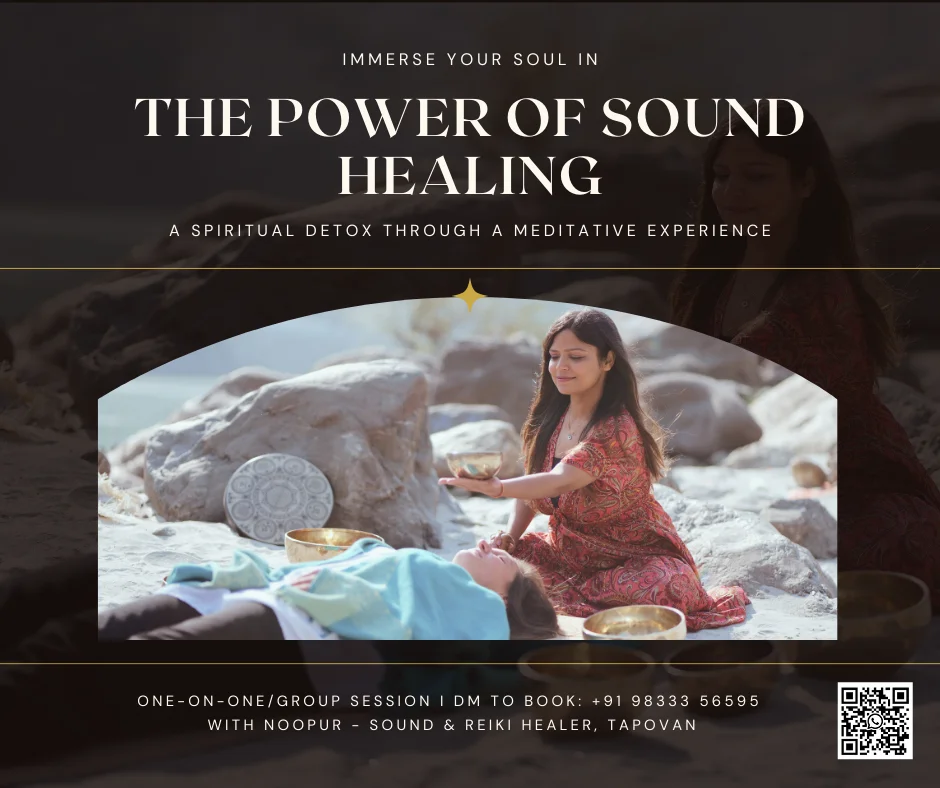 IMMERSE YOUR SOUL IN
THE POWER OF SOUND
HEALING
A SPIRITUAL DETOX THROUGH A MEDITATIVE EXPERIENCE
ONE-ON-ONE/GROUP SESSION I DM TO BOOK: +91 98333 56595
WITH NOOPUR - SOUND & REIKI HEALER, TAPOVAN